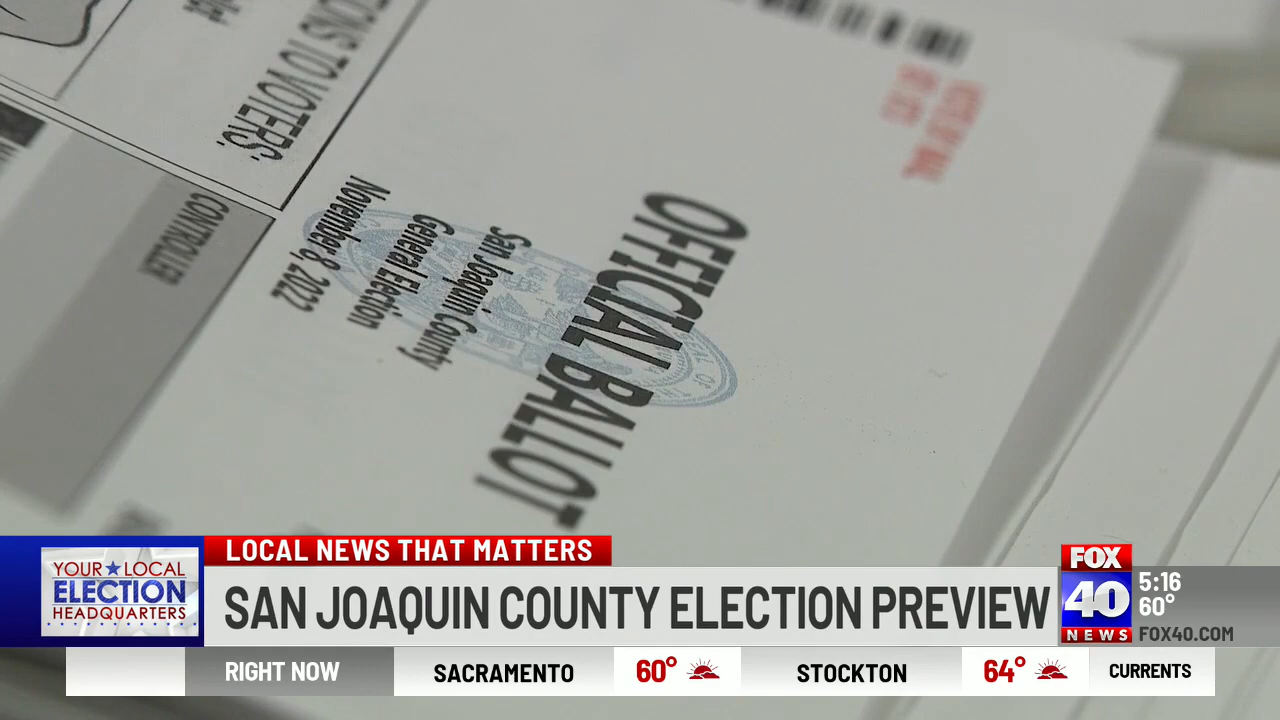 TIONS TO VOTERS:
CONTROLLER
OFFICIAL BALLOT
San Joaquin County
General Election
November 8, 2022
YOUR★LOCAL
ELECTION
HEADQUARTERS
LOCAL NEWS THAT MATTERS
SAN JOAQUIN COUNTY ELECTION PREVIEW
FOX
40
NEWS
5:16
60°
FOX40.COM
RIGHT NOW
SACRAMENTO
60°
STOCKTON
64°
CURRENTS